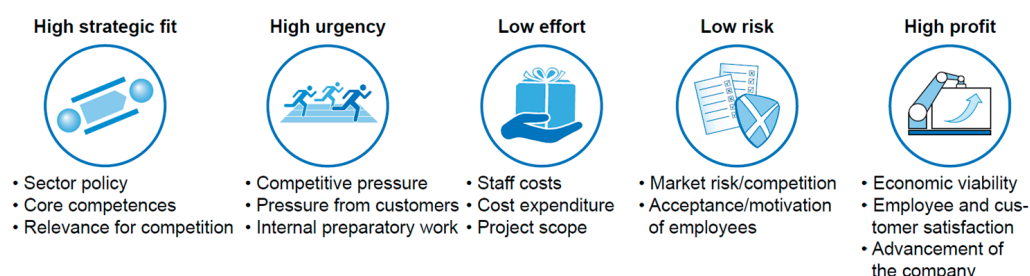 High strategic fit
High urgency
Low effort
Low risk
High profit
• Sector policy
• Core competences
• Relevance for competition
• Competitive pressure
• Pressure from customers
• Internal preparatory work
• Staff costs
• Cost expenditure
• Project scope
• Market risk/competition
• Acceptance/motivation
of employees
• Economic viability
• Employee and cus-
tomer satisfaction
• Advancement of
the company